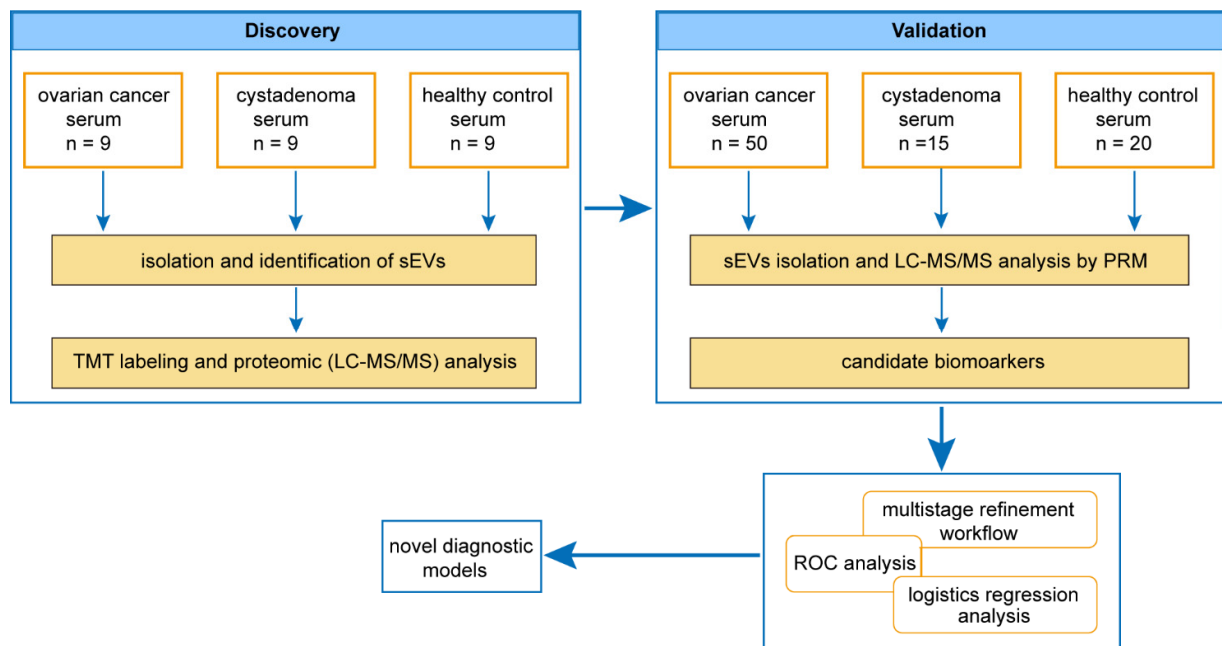 Discovery
ovarian cancer
serum
n = 9
cystadenoma
serum
n = 9
healthy control
serum
n = 9
isolation and identification of sEVs
TMT labeling and proteomic (LC-MS/MS) analysis
Validation
ovarian cancer
serum
n = 50
cystadenoma
serum
n =15
healthy control
serum
n = 20
sEVs isolation and LC-MS/MS analysis by PRM
candidate biomoarkers
multistage refinement
workflow
ROC analysis
logistics regression
analysis
novel diagnostic
models